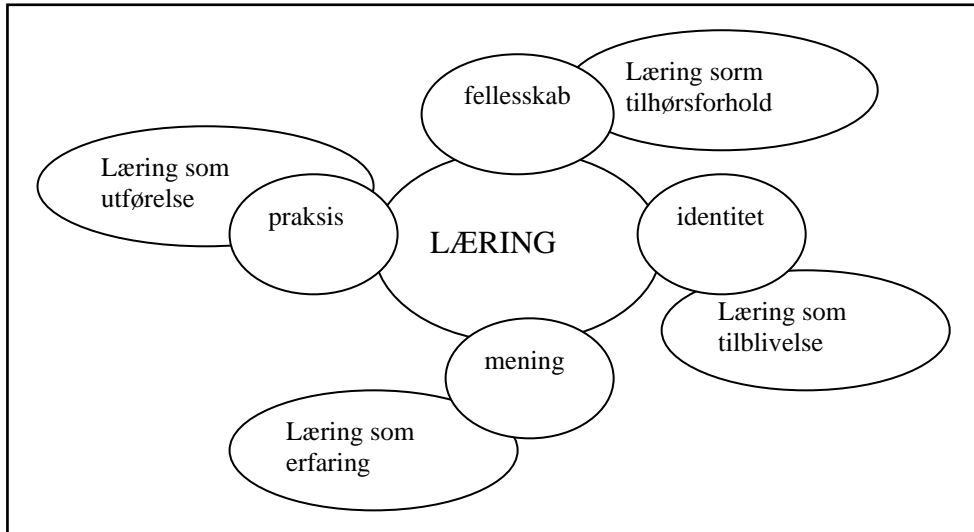 fellesskab
Læring sorm
tilhørsforhold
Læring som
utførelse
praksis
LÆRING
identitet
Læring som
tilblivelse
mening
Læring som
erfaring